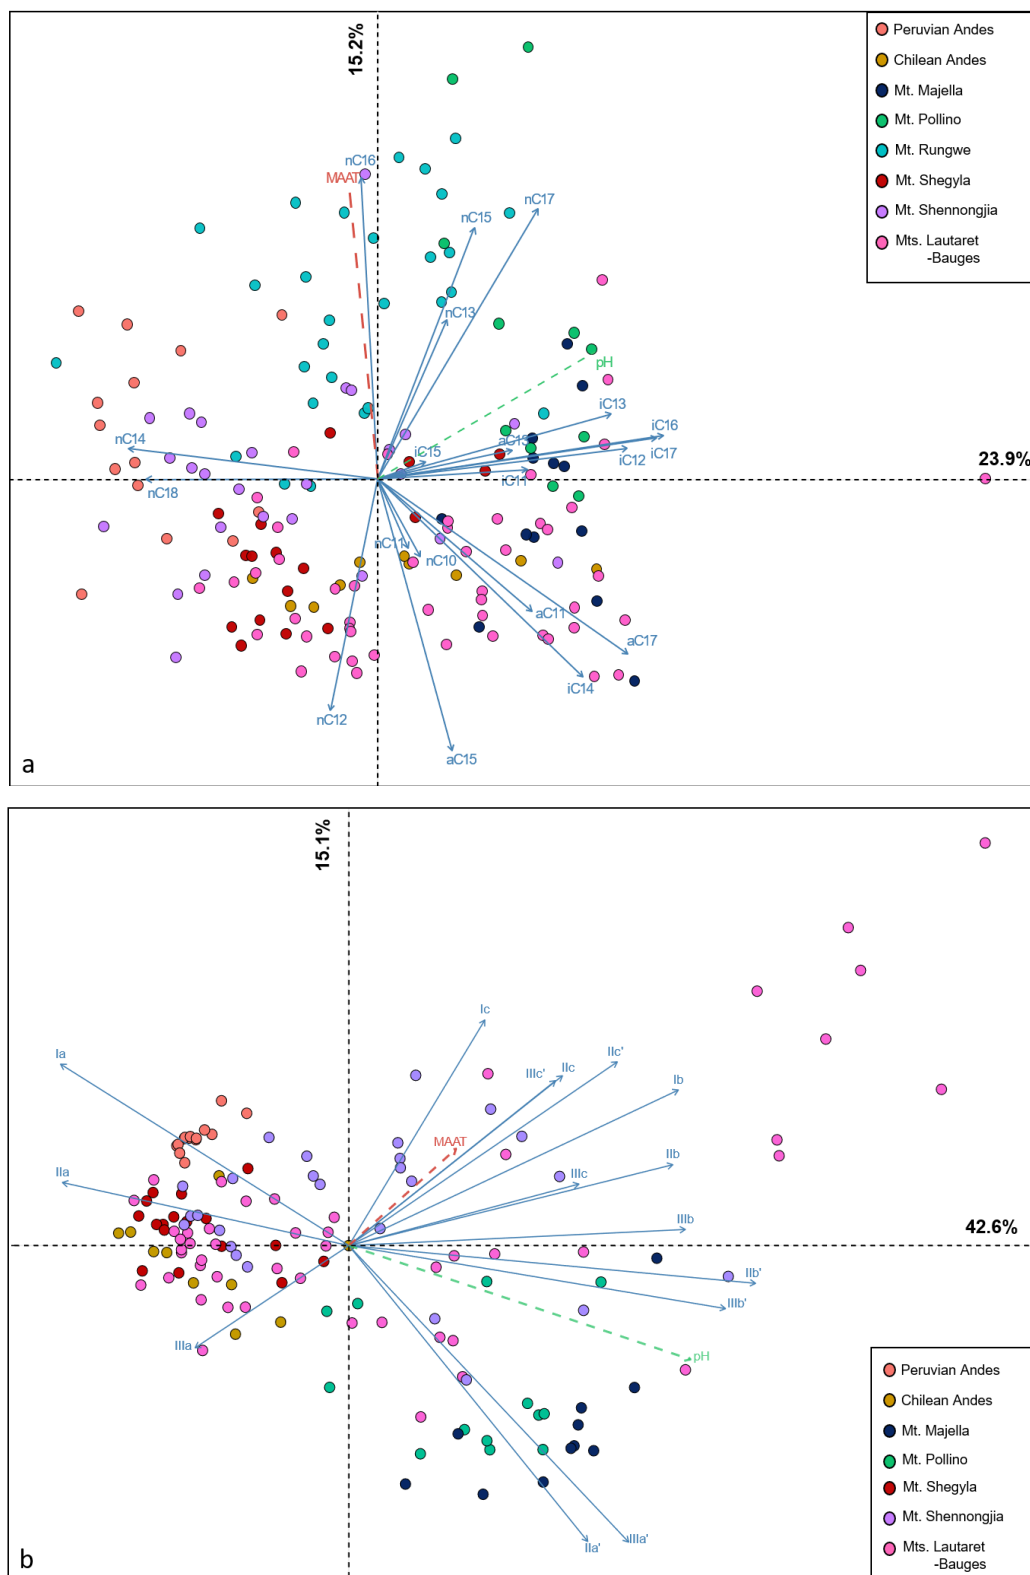 15.2%
Peruvian Andes
Chilean Andes
Mt. Majella
Mt. Pollino
Mt. Rungwe
Mt. Shegyla
Mt. Shennongjia
Mts. Lautaret
-Bauges
nC16
MAAT
nC17
nC15
nC13
pH
iC13
iC16
aC13
nC14
iC15
iC12
iC17
23.9%
iC11
nC18
nC11
nC10
aC11
aC17
iC14
nC12
aC15
a
15.1%
Ic
IIc'
Ia
IIIc'
IIc
Ib
MAAT
IIb
IIa
IIIc
IIIb
42.6%
IIb'
IIIb'
IIIa
pH
Peruvian Andes
Chilean Andes
Mt. Majella
Mt. Pollino
Mt. Shegyla
Mt. Shennongjia
Mts. Lautaret
-Bauges
IIa'
IIIa'
b